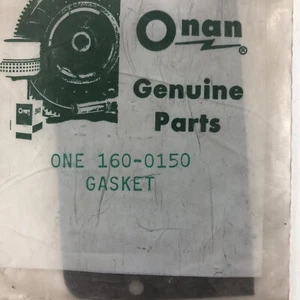 Onan®
Genuine
Parts
ONE 160-0150
GASKET